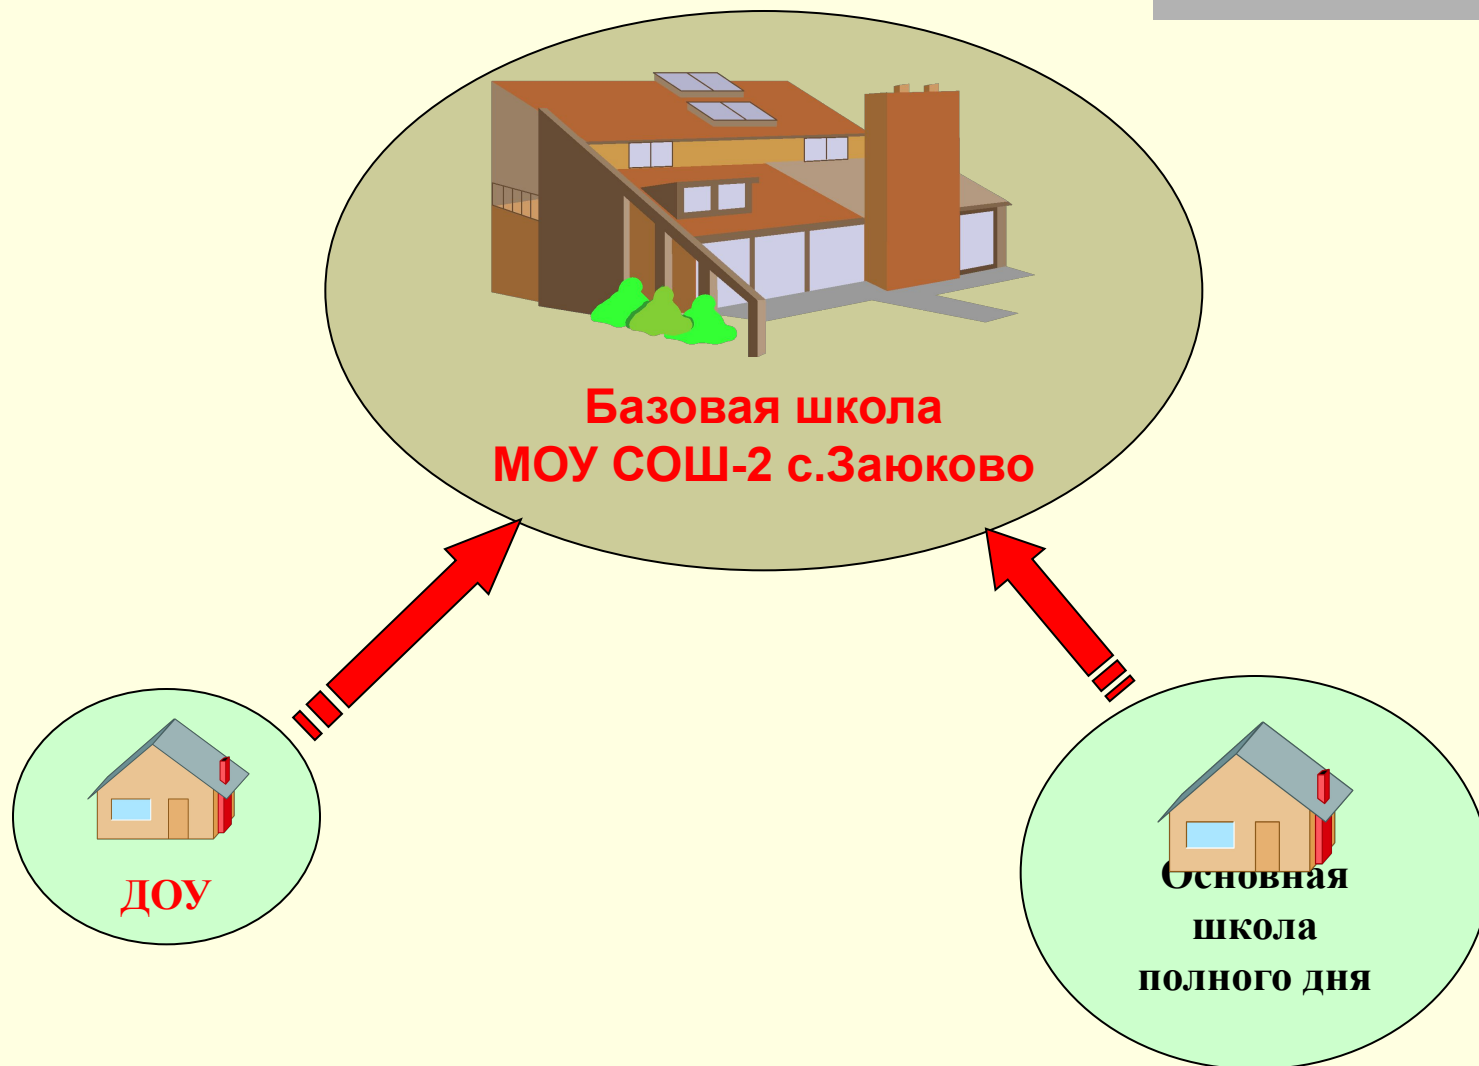 Базовая школа
МОУ СОШ-2 с.Заюково
ДОУ
Основная
школа
полного дня